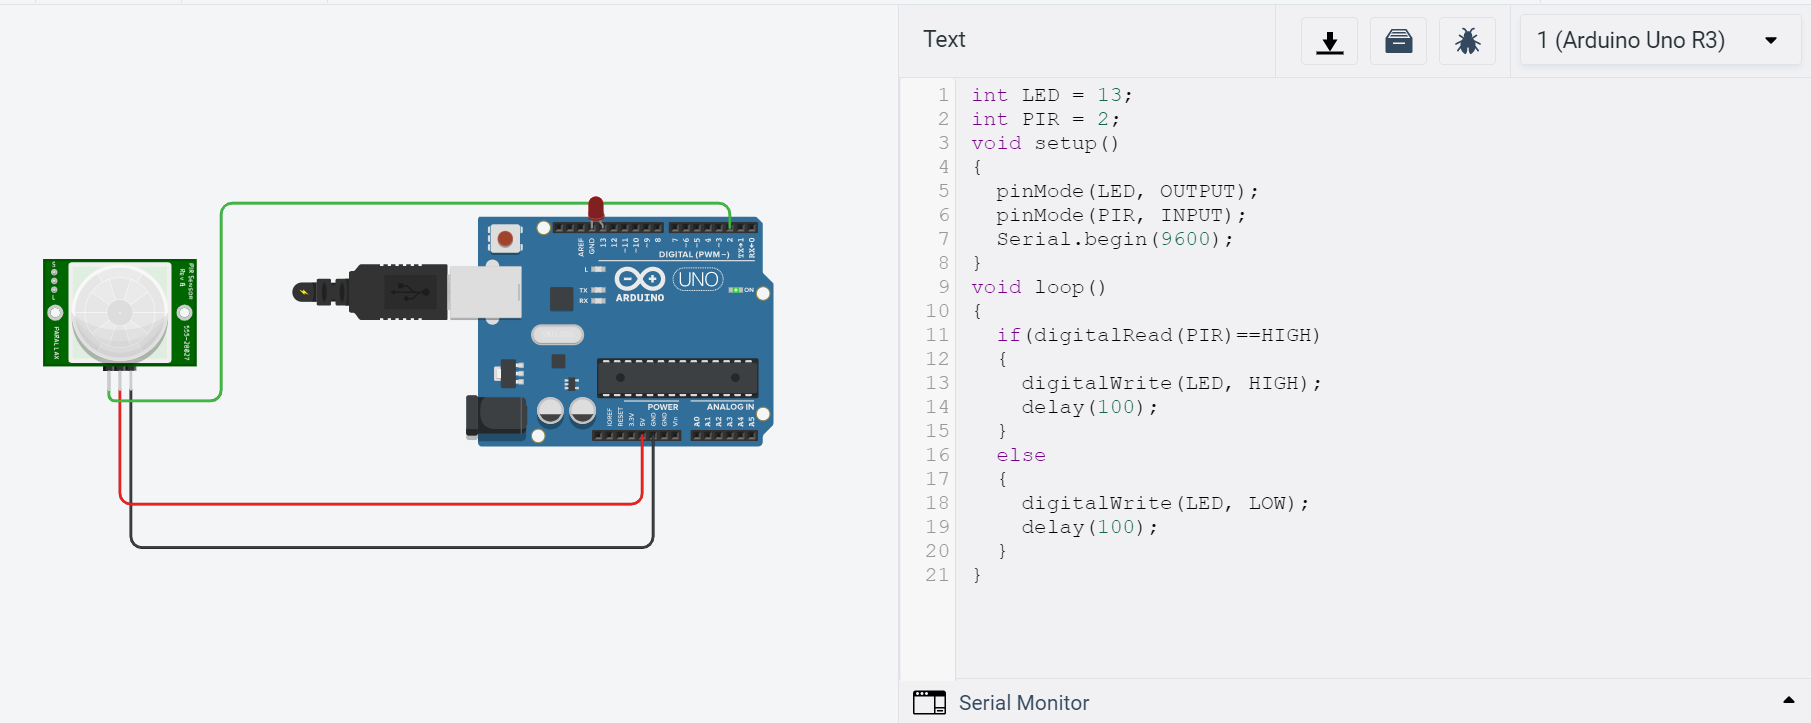 Text
1 (Arduino Uno R3)
1 int LED = 13;
2 int PIR = 2;
3 void setup()
4 {
5 pinMode(LED, OUTPUT);
6 pinMode(PIR, INPUT);
7 Serial.begin(9600);
8 }
9 void loop()
10 {
11 if(digitalRead(PIR)==HIGH)
12 {
13 digitalWrite(LED, HIGH);
14 delay(100);
15 }
16 else
17 {
18 digitalWrite(LED, LOW);
19 delay(100);
20 }
21 }
Serial Monitor
AREF
GND
13
12
~11
~10
~9
8
7
~6
~5
4
~3
2
TX→1
RX←0
DIGITAL (PWM~)
L
TX
RX
ARDUINO
UNO
ON
POWER
ANALOG IN
IOREF
RESET
3.3V
5V
GND
GND
Vin
A0
A1
A2
A3
A4
A5
PIR Sensor
Rev B
PARALLAX
555-28027